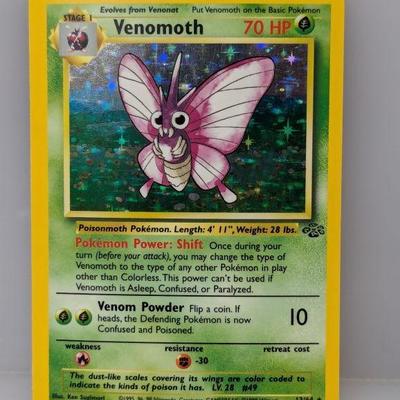 Evolves from Venonat Put Venomoth on the Basic Pokémon
STAGE 1
Venomoth 70 HP
Poisonmoth Pokémon. Length: 4' 11", Weight: 28 lbs.
Pokémon Power: Shift Once during your
turn (before your attack), you may change the type of
Venomoth to the type of any other Pokémon in play
other than Colorless. This power can't be used if
Venomoth is Asleep, Confused, or Paralyzed.
Venom Powder Flip a coin. If
heads, the Defending Pokémon is now
Confused and Poisoned.
10
weakness resistance retreat cost
-30
The dust-like scales covering its wings are color coded to
indicate the kinds of poison it has. LV. 28 #49
Illus. Ken Sugimori